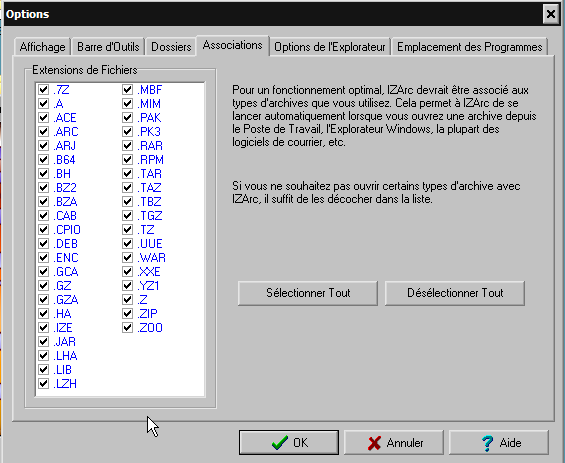 Options
Affichage
Barre d'Outils
Dossiers
Associations
Options de l'Explorateur
Emplacement des Programmes
Extensions de Fichiers
.7Z
.A
.ACE
.ARC
.ARJ
.B64
.BH
.BZ2
.BZA
.CAB
.CPIO
.DEB
.ENC
.GCA
.GZ
.GZA
.HA
.IZE
.JAR
.LHA
.LIB
.LZH
.MBF
.MIM
.PAK
.PK3
.RAR
.RPM
.TAR
.TAZ
.TBZ
.TGZ
.TZ
.UUE
.WAR
.XXE
.YZ1
.Z
.ZIP
.ZOO
Pour un fonctionnement optimal, IZArc devrait être associé aux
types d'archives que vous utilisez. Cela permet à IZArc de se
lancer automatiquement lorsque vous ouvrez une archive depuis
le Poste de Travail, l'Explorateur Windows, la plupart des
logiciels de courrier, etc.
Si vous ne souhaitez pas ouvrir certains types d'archive avec
IZArc, il suffit de les décocher dans la liste.
Sélectionner Tout
Désélectionner Tout
OK
Annuler
Aide